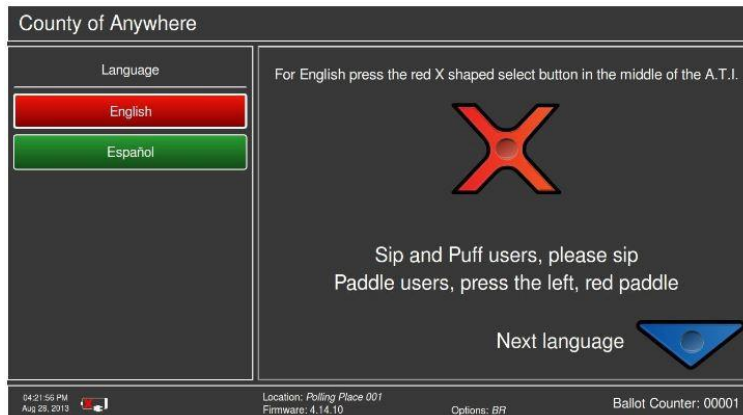 County of Anywhere
Language
English
Español
For English press the red X shaped select button in the middle of the A.T.I.
Sip and Puff users, please sip
Paddle users, press the left, red paddle
Next language
04:21:56 PM
Aug 28, 2013
Location: Polling Place 001
Firmware: 4.14.10
Options: BR
Ballot Counter: 00001